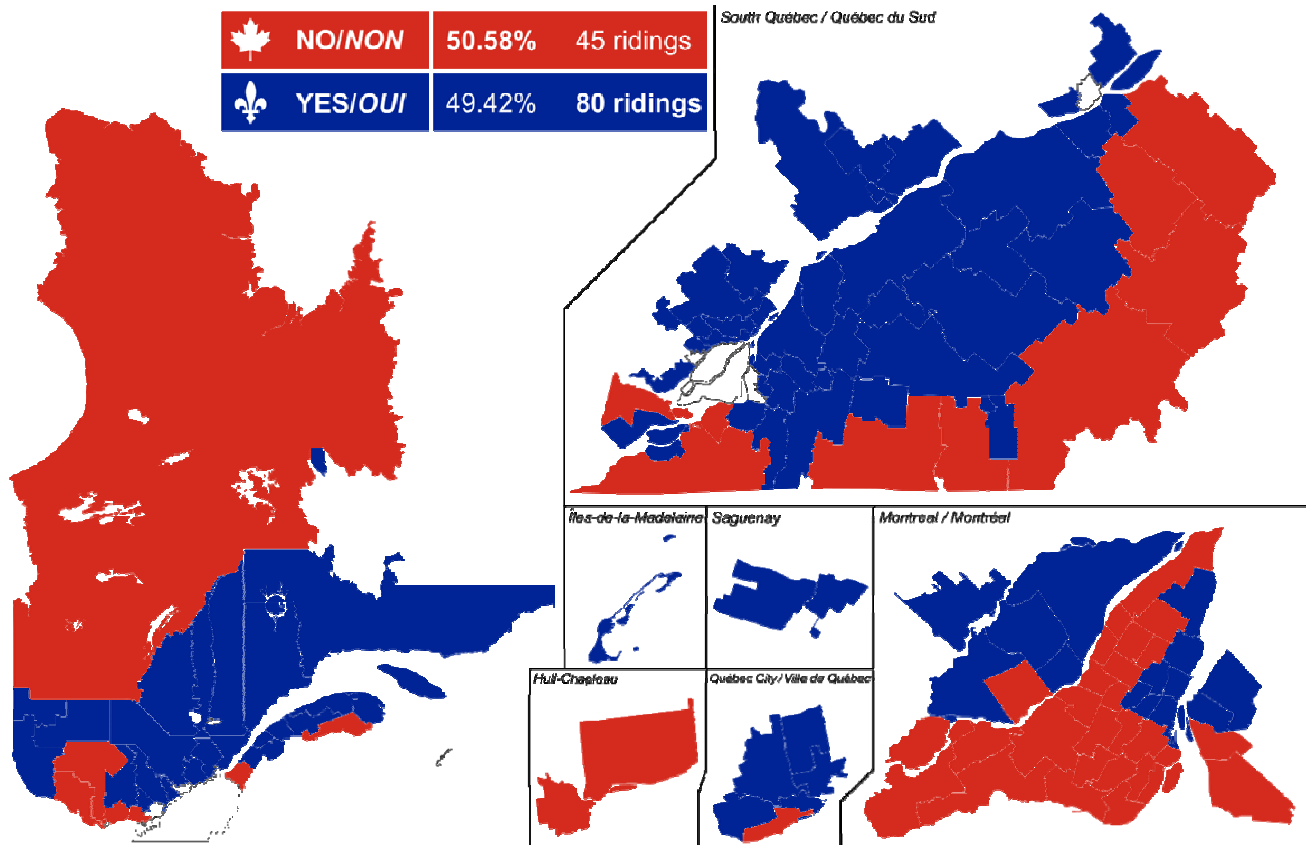 NO/NON 50.58% 45 ridings
YES/OUI 49.42% 80 ridings
South Québec / Québec du Sud
Îles-de-la-Madeleine
Saguenay
Montreal / Montréal
Hull-Chapleau
Québec City / Ville de Québec